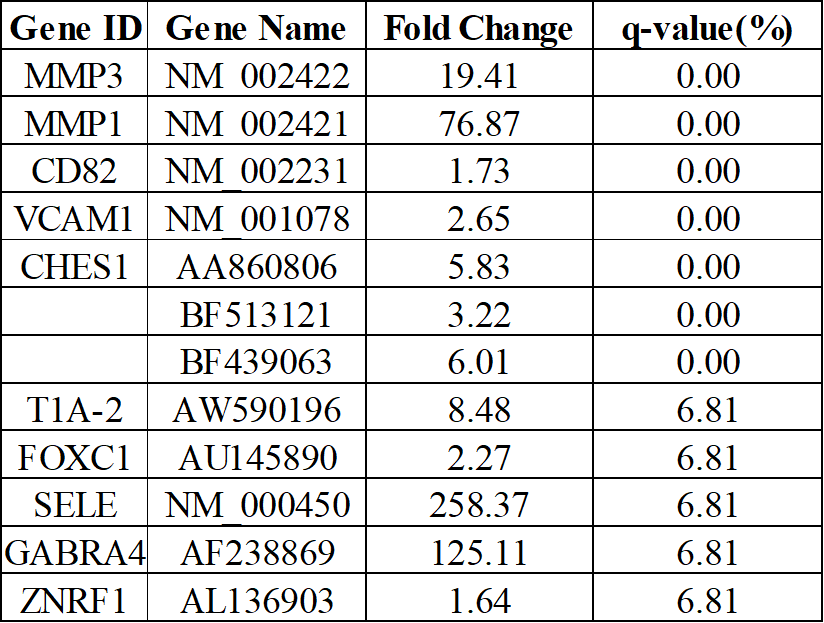 Gene ID Gene Name Fold Change q-value(%)
MMP3 NM_002422 19.41 0.00
MMP1 NM_002421 76.87 0.00
CD82 NM_002231 1.73 0.00
VCAM1 NM_001078 2.65 0.00
CHES1 AA860806 5.83 0.00
BF513121 3.22 0.00
BF439063 6.01 0.00
T1A-2 AW590196 8.48 6.81
FOXC1 AU145890 2.27 6.81
SELE NM_000450 258.37 6.81
GABRA4 AF238869 125.11 6.81
ZNRF1 AL136903 1.64 6.81